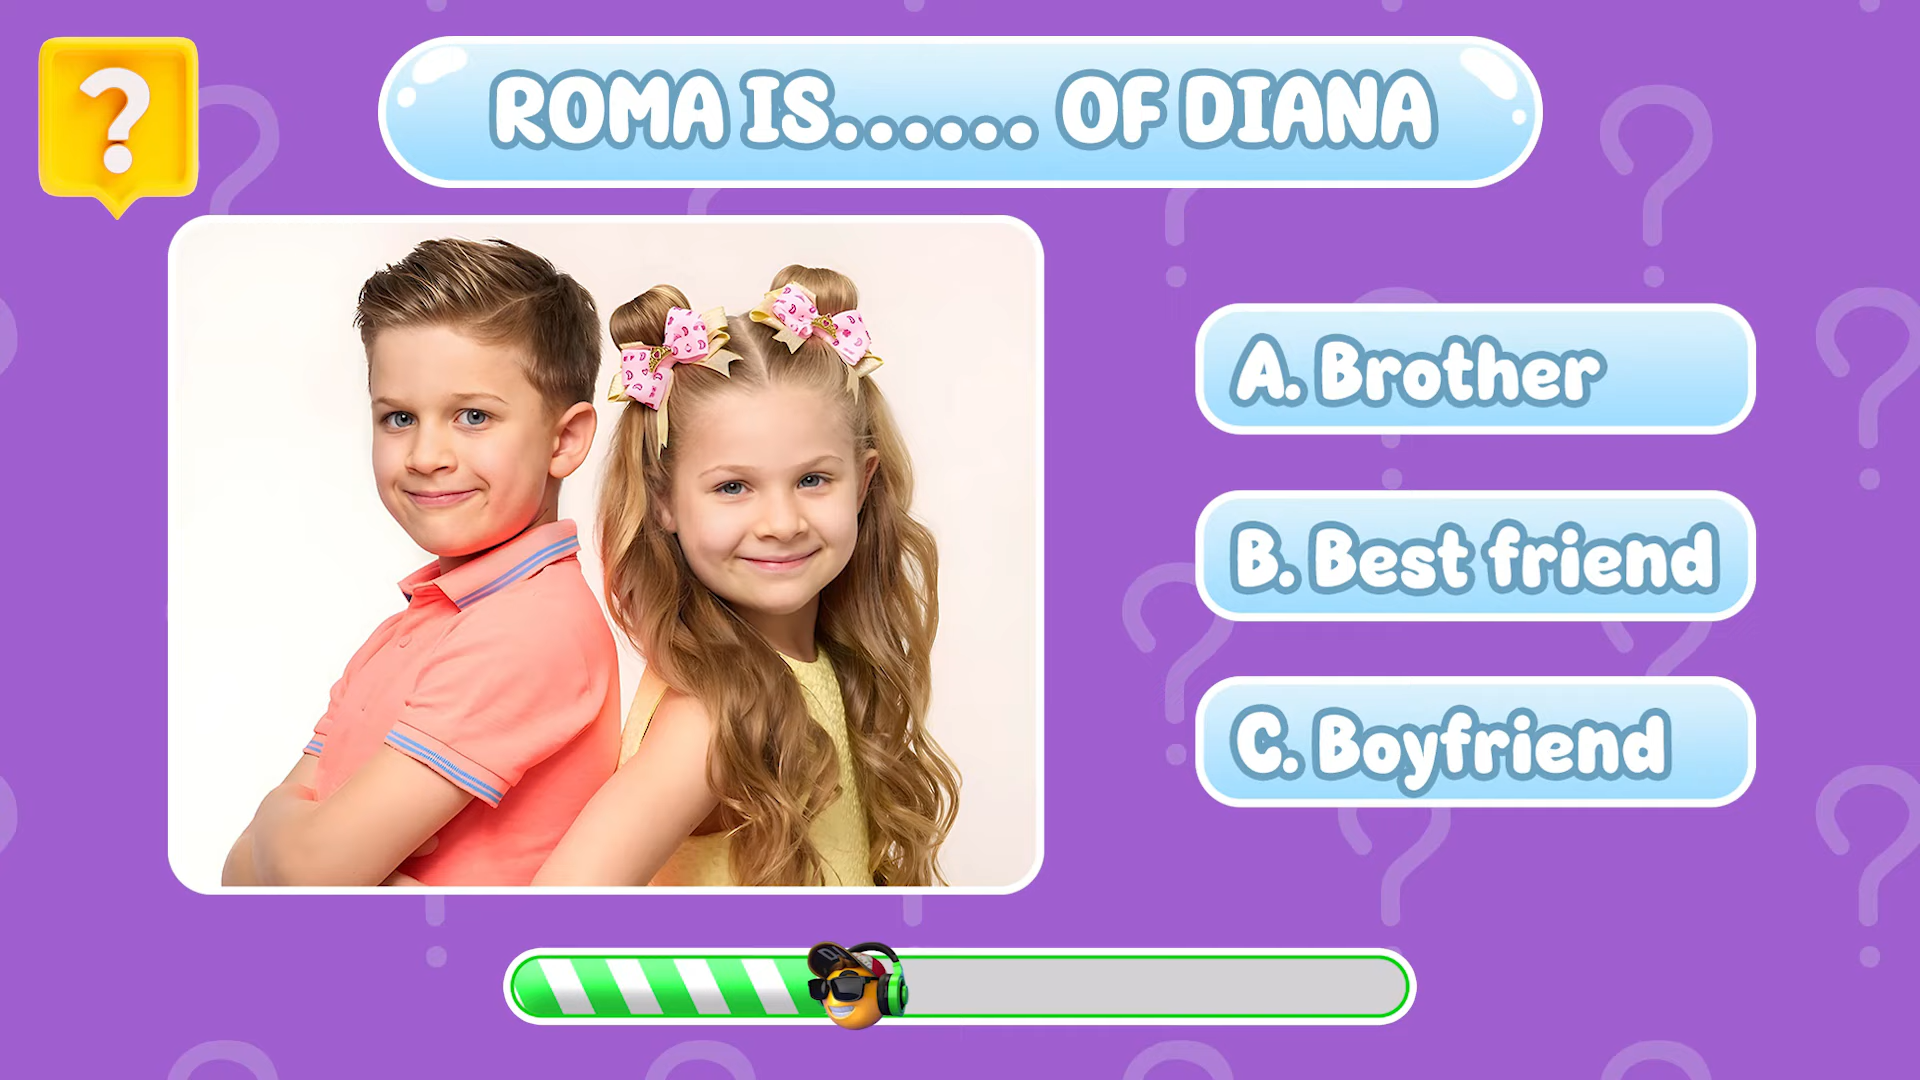 ?
ROMA IS...... OF DIANA
A. Brother
B. Best friend
C. Boyfriend